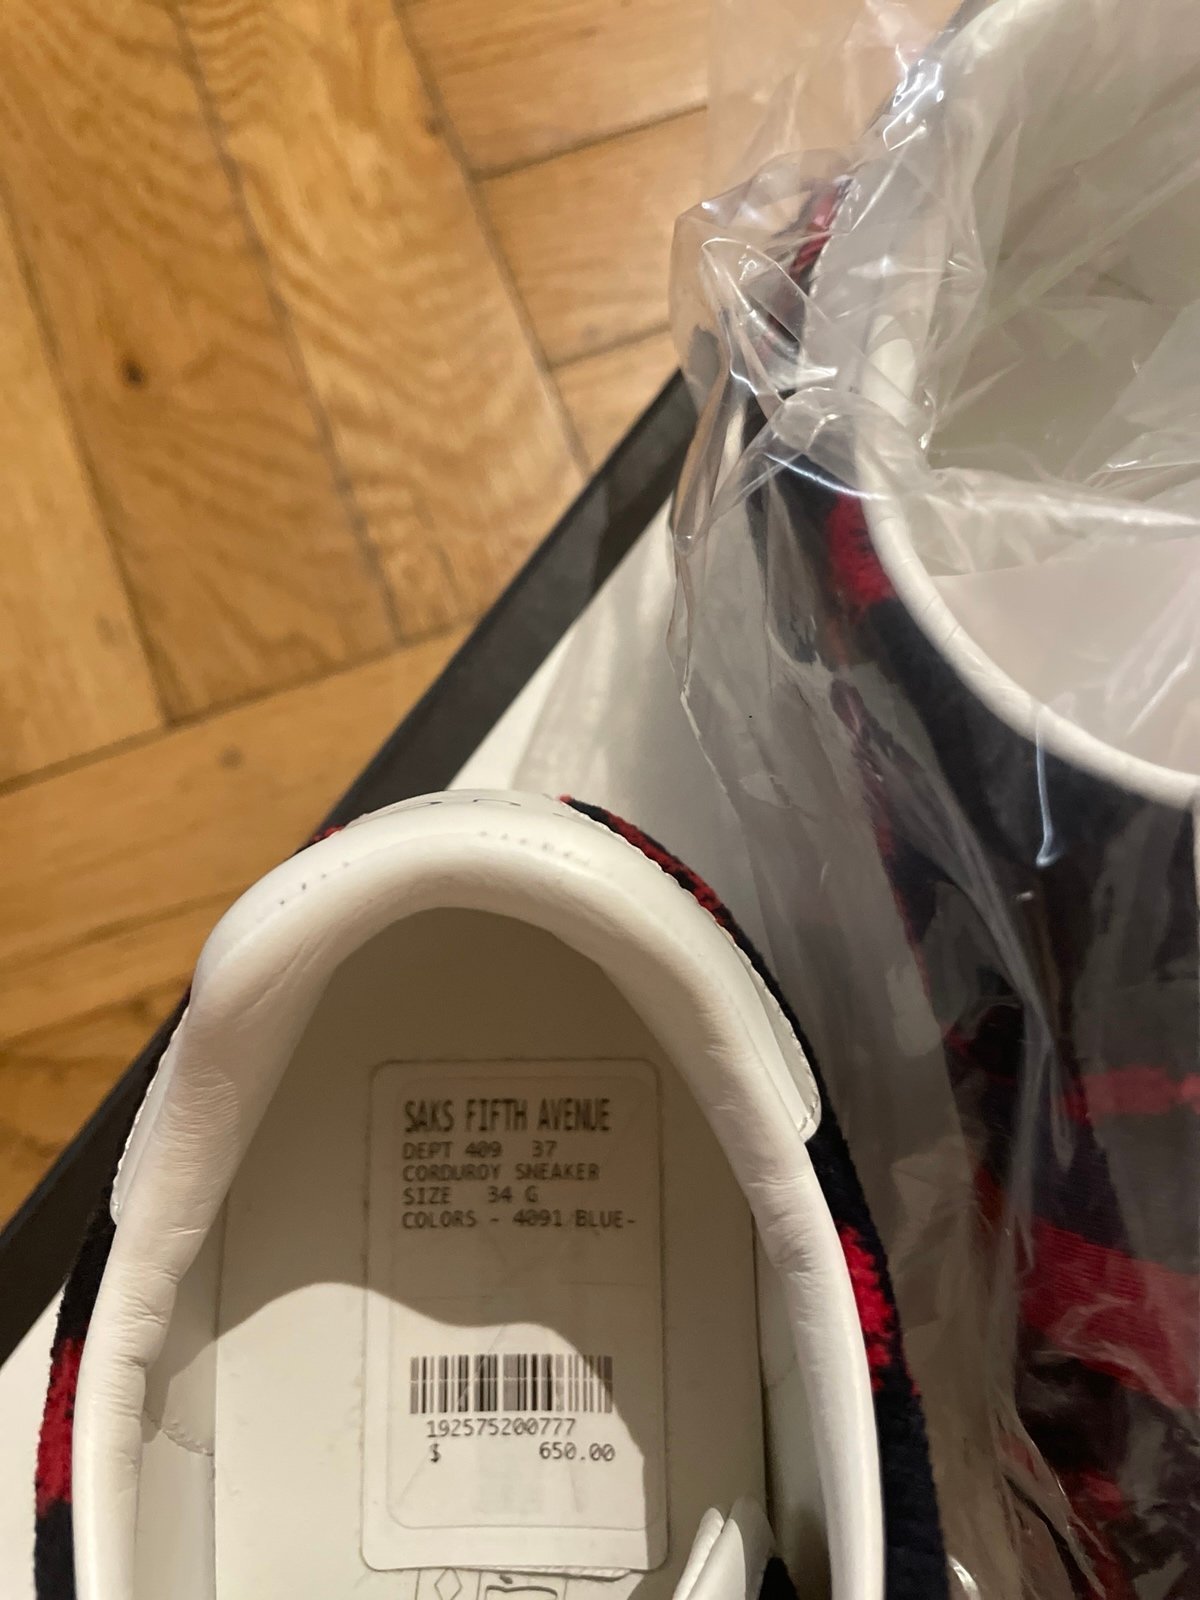 SAKS FIFTH AVENUE
DEPT 409 37
CORDUROY SNEAKER
SIZE 34 G
COLORS - 4091 BLUE-
192575200777
$ 650.00